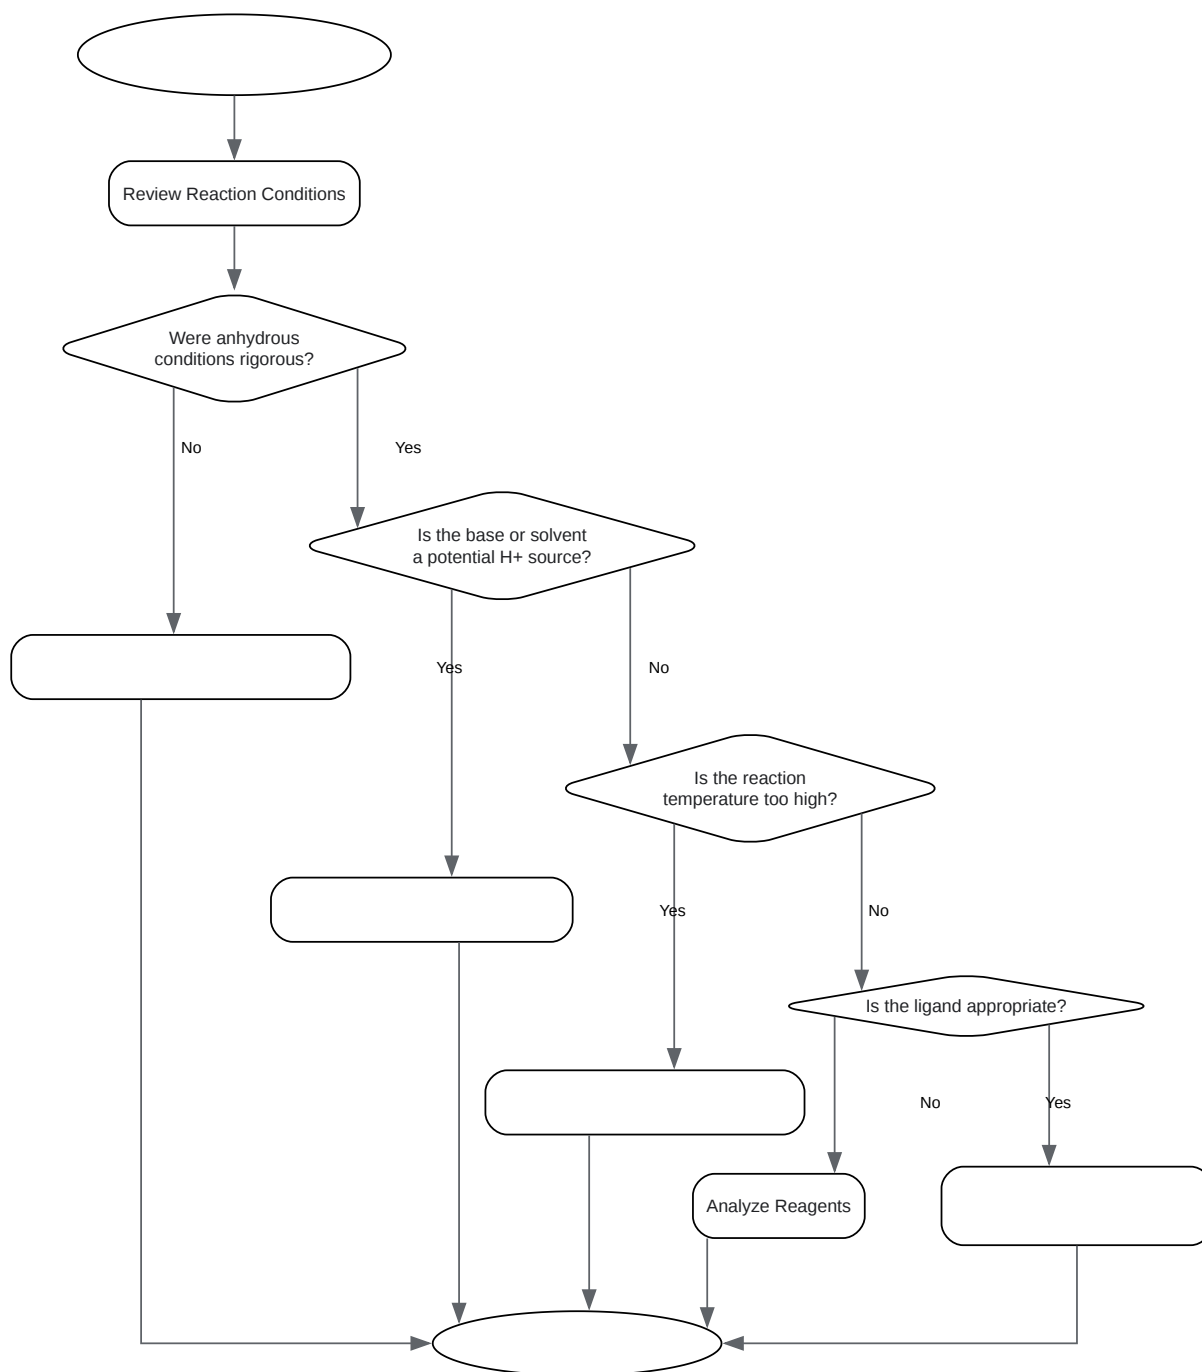 Review Reaction Conditions
Were anhydrous
conditions rigorous?
No
Yes
Is the base or solvent
a potential H+ source?
Yes
No
Is the reaction
temperature too high?
Yes
No
Is the ligand appropriate?
No
Yes
Analyze Reagents